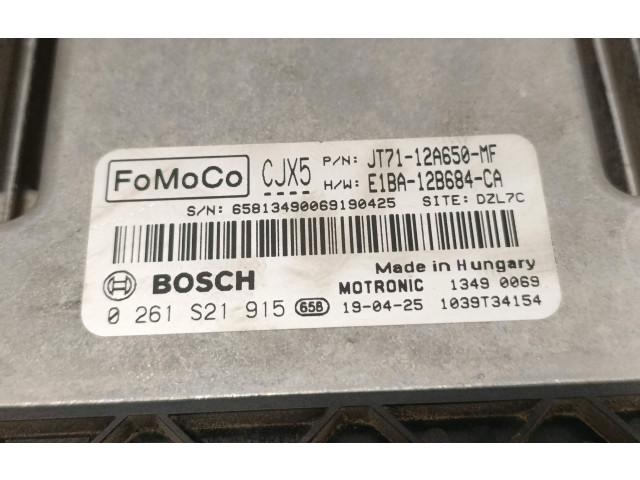 FoMoCo CJX5 P/N: JT71-12A650-MF
H/W: E1BA-12B684-CA
S/N: 65813490069190425 SITE: DZL7C
BOSCH Made in Hungary
MOTRONIC 1349 0069
0 261 S21 915 658 19-04-25 1039T34154